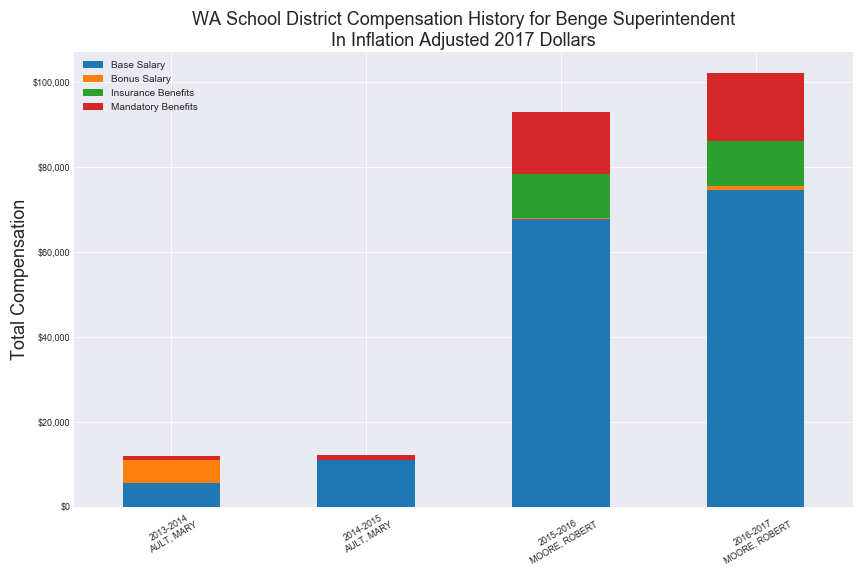 WA School District Compensation History for Benge Superintendent
In Inflation Adjusted 2017 Dollars
Base Salary
Bonus Salary
Insurance Benefits
Mandatory Benefits
Total Compensation
$100,000
$80,000
$60,000
$40,000
$20,000
$0
2013-2014
AULT, MARY
2014-2015
AULT, MARY
2015-2016
MOORE, ROBERT
2016-2017
MOORE, ROBERT